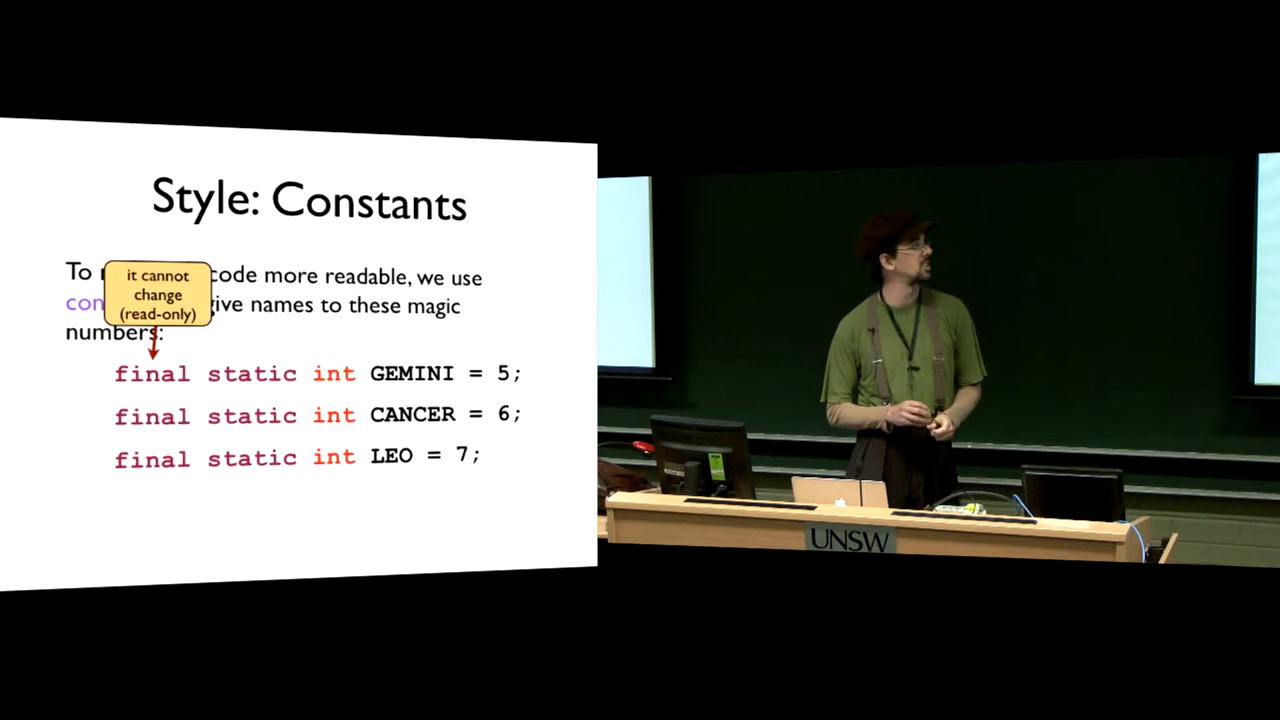 Style: Constants
To code more readable, we use
con give names to these magic
numbers:
it cannot
change
(read-only)
final static int GEMINI = 5;
final static int CANCER = 6;
final static int LEO = 7;
UNSW